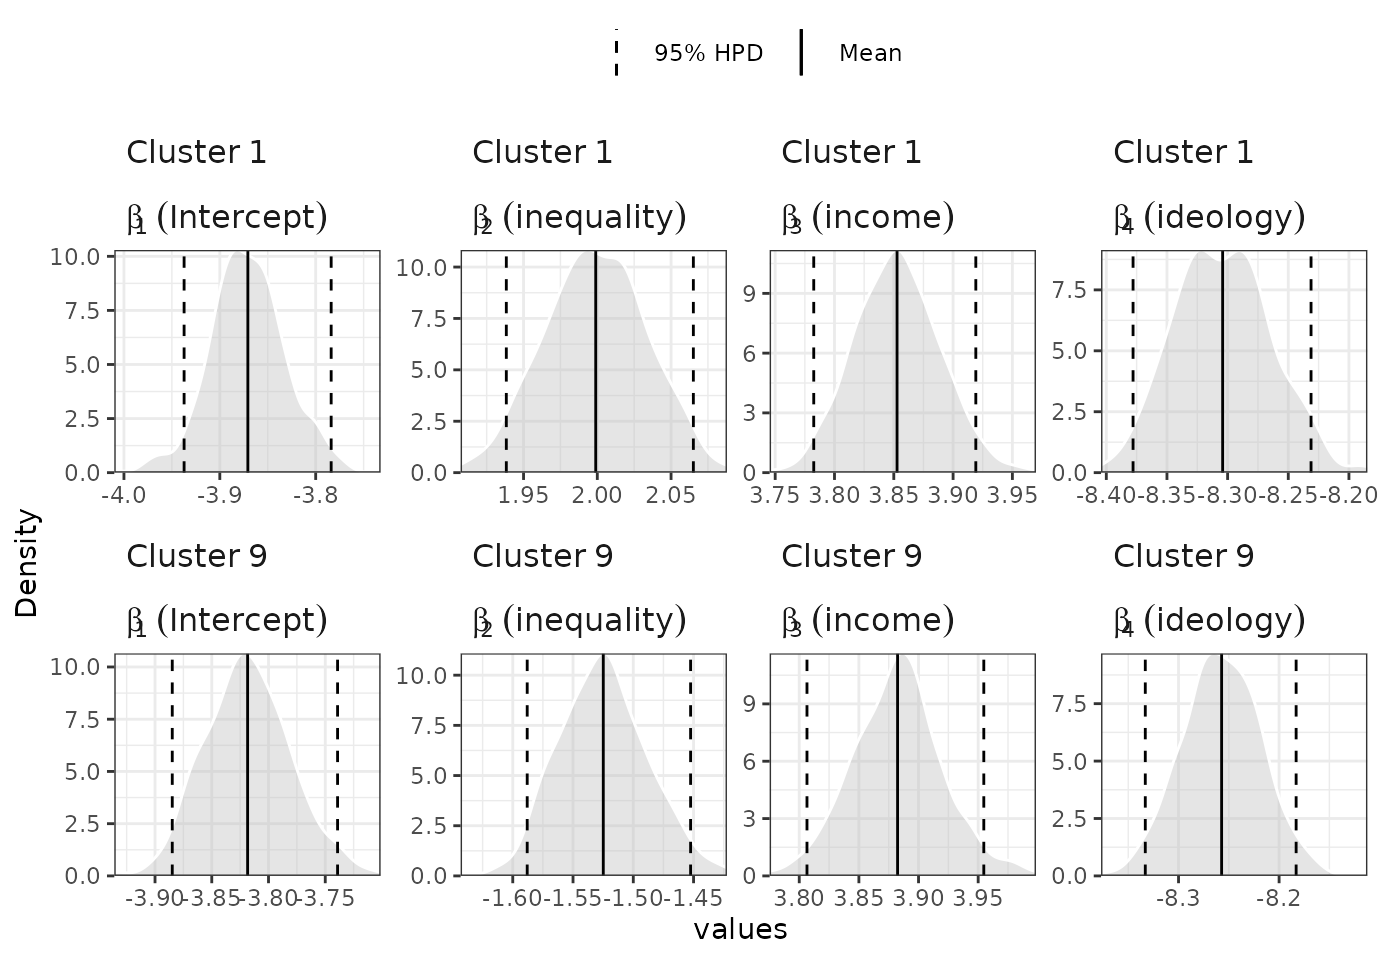 95% HPD Mean
Cluster 1 Cluster 1 Cluster 1 Cluster 1
β1 (Intercept) β2 (inequality) β3 (income) β4 (ideology)
10.0 7.5 5.0 2.5 0.0
-4.0 -3.9 -3.8
10.0 7.5 5.0 2.5 0.0
1.95 2.00 2.05
9 6 3 0
3.75 3.80 3.85 3.90 3.95
7.5 5.0 2.5 0.0
-8.40 -8.35 -8.30 -8.25 -8.20
Density
Cluster 9 Cluster 9 Cluster 9 Cluster 9
β1 (Intercept) β2 (inequality) β3 (income) β4 (ideology)
10.0 7.5 5.0 2.5 0.0
-3.90 -3.85 -3.80 -3.75
10.0 7.5 5.0 2.5 0.0
-1.60 -1.55 -1.50 -1.45
9 6 3 0
3.80 3.85 3.90 3.95
7.5 5.0 2.5 0.0
-8.3 -8.2
values